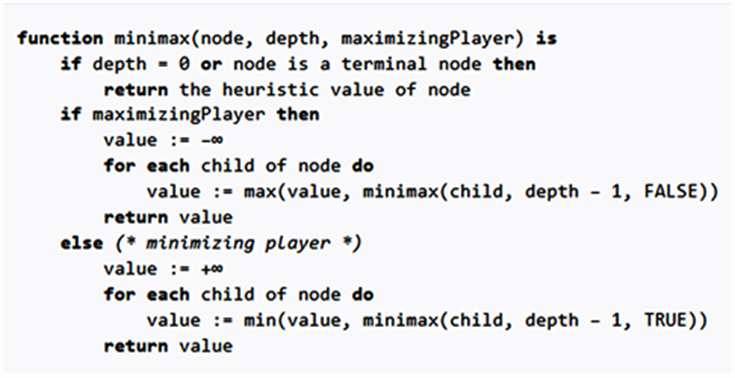 function minimax(node, depth, maximizingPlayer) is
if depth = 0 or node is a terminal node then
return the heuristic value of node
if maximizingPlayer then
value := −∞
for each child of node do
value := max(value, minimax(child, depth − 1, FALSE))
return value
else (* minimizing player *)
value := +∞
for each child of node do
value := min(value, minimax(child, depth − 1, TRUE))
return value